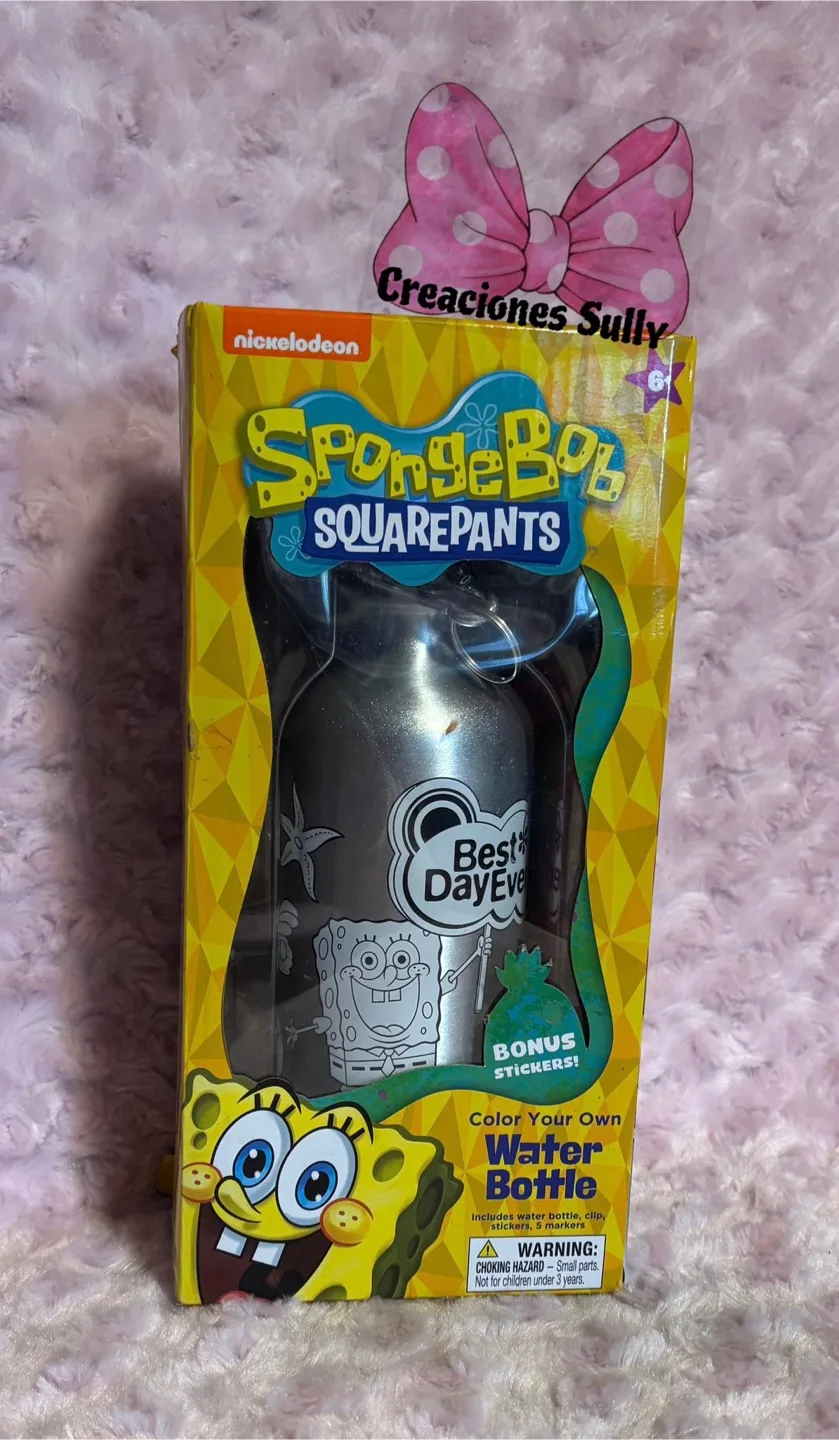 Creaciones Sully
nickelodeon
6+
SpongeBob
SQUAREPANTS
Best
Day Eve
BONUS
STICKERS!
Color Your Own
Water
Bottle
Includes water bottle, clip,
stickers, 5 markers
WARNING:
CHOKING HAZARD – Small parts.
Not for children under 3 years.